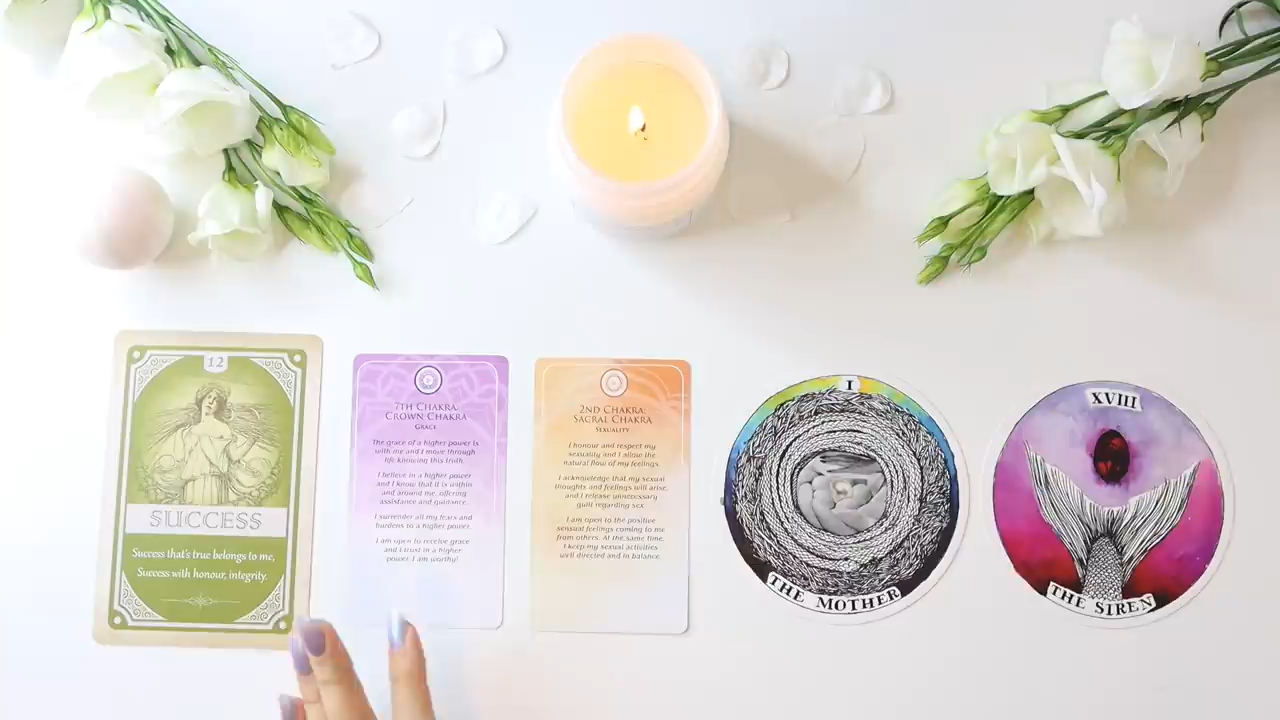 12
SUCCESS
Success that's true belongs to me,
Success with honour, integrity.
7TH CHAKRA:
CROWN CHAKRA
GRACE
The grace of a higher power is
with me and I move through
life knowing this truth.
I believe in a higher power
and I know that it is within
and around me, offering
assistance and guidance.
I surrender all my fears and
burdens to a higher power.
I am open to receive grace
and I trust in a higher
power. I am worthy!
2ND CHAKRA:
SACRAL CHAKRA
SEXUALITY
I honour and respect my
sexuality and I allow the
natural flow of my feelings.
I acknowledge that my sexual
thoughts and feelings will arise,
and I release unnecessary
guilt regarding sex.
I am open to the positive
sensual feelings coming to me
from others. At the same time,
I keep my sexual activities
well directed and in balance.
I
THE MOTHER
XVIII
THE SIREN